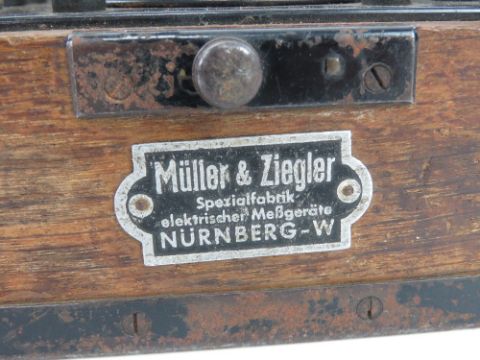 Müller & Ziegler
Spezialfabrik
elektrischer Meßgeräte
NÜRNBERG-W